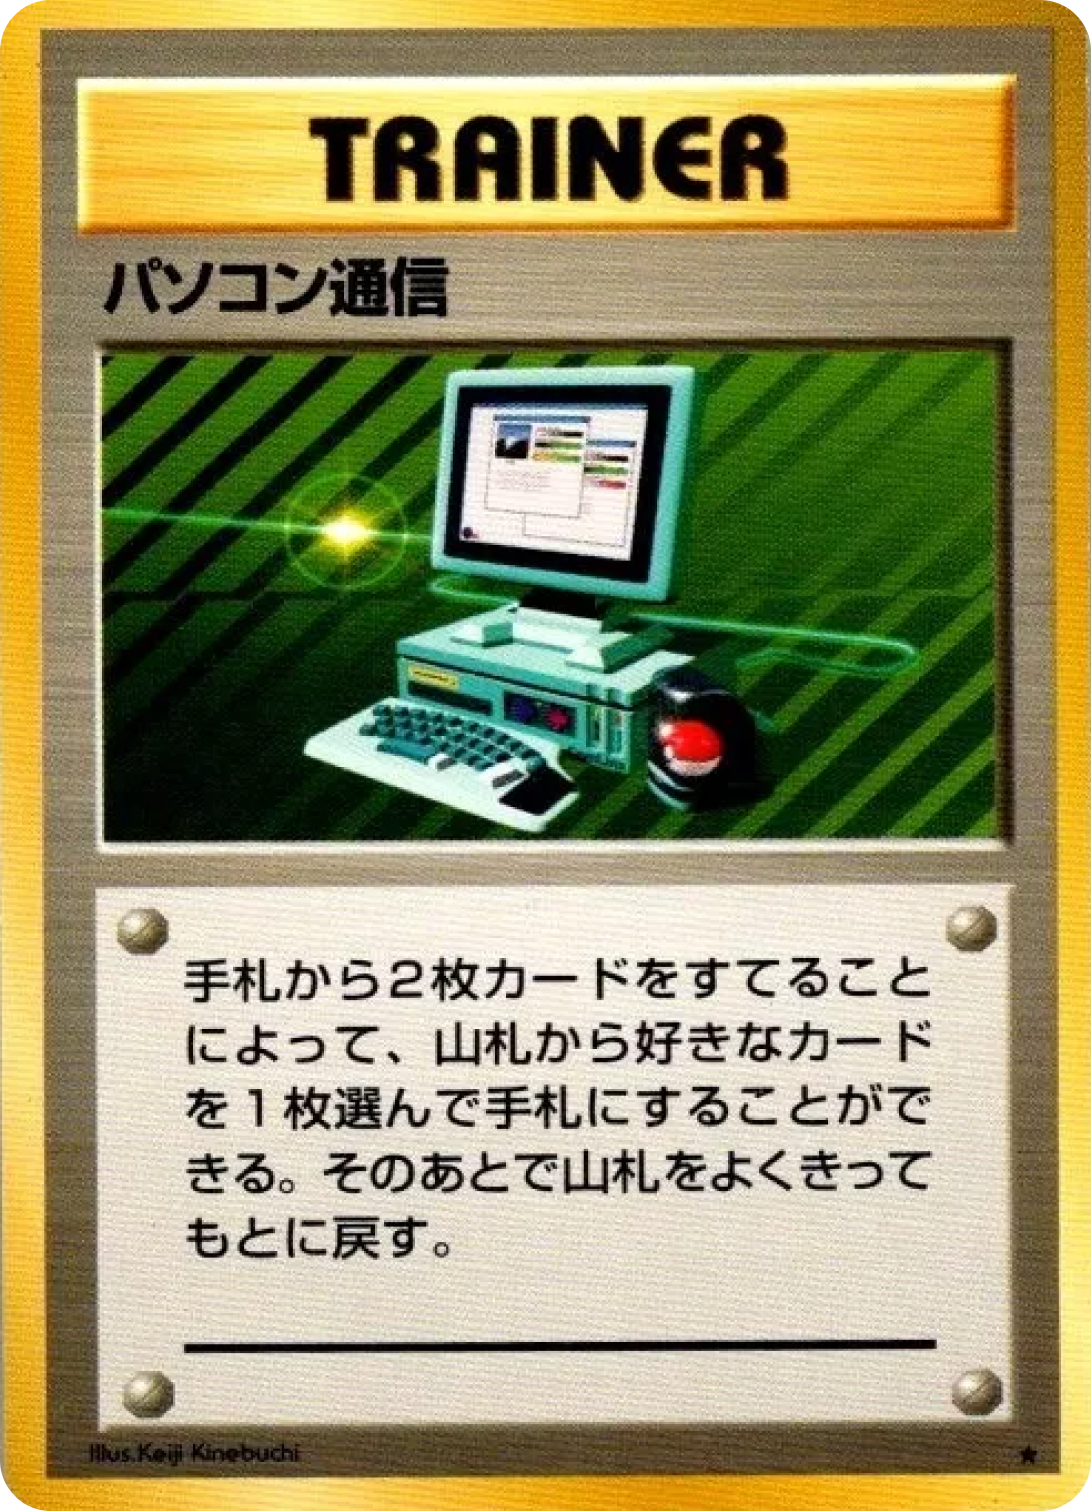 TRAINER
パソコン通信
手札から２枚カードをすてること
によって、山札から好きなカード
を１枚選んで手札にすることがで
きる。そのあとで山札をよくきって
もとに戻す。
Illus.Keiji Kinebuchi
★